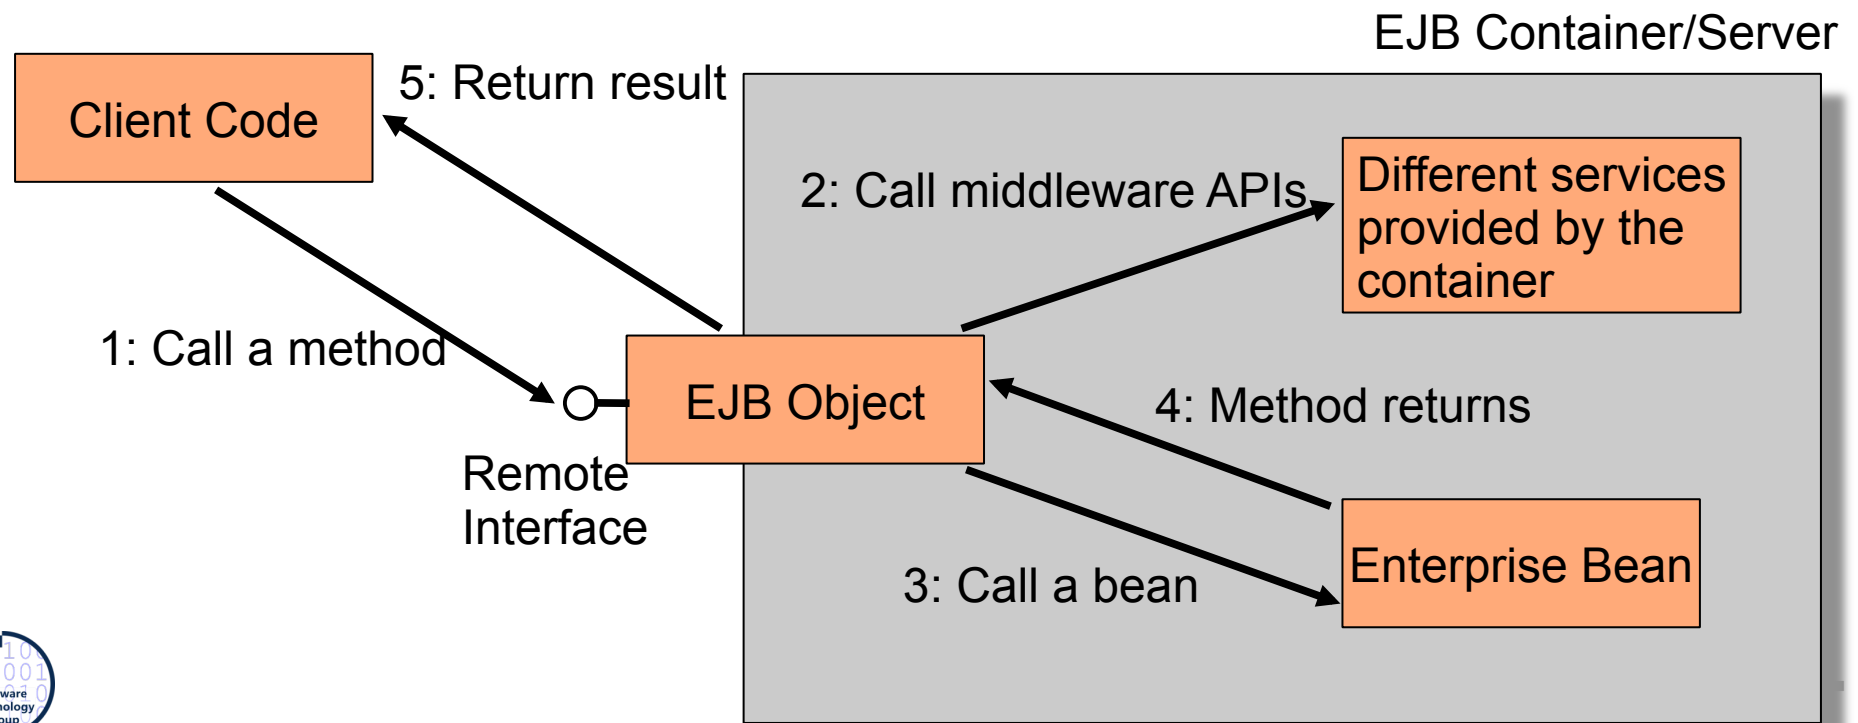 EJB Container/Server
5: Return result
Client Code
2: Call middleware APIs
Different services
provided by the
container
1: Call a method
EJB Object
4: Method returns
Remote
Interface
3: Call a bean
Enterprise Bean